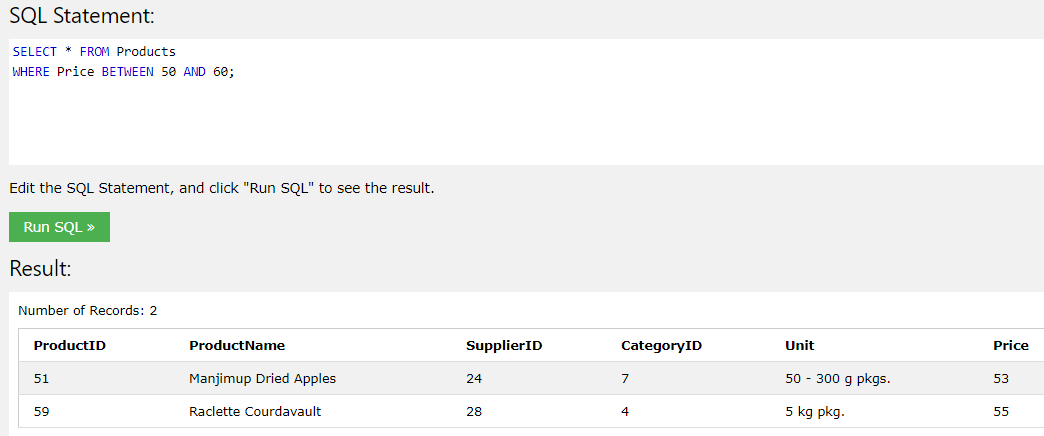 SQL Statement:
SELECT * FROM Products
WHERE Price BETWEEN 50 AND 60;
Edit the SQL Statement, and click "Run SQL" to see the result.
Run SQL »
Result:
Number of Records: 2
ProductID ProductName SupplierID CategoryID Unit Price
51 Manjimup Dried Apples 24 7 50 - 300 g pkgs. 53
59 Raclette Courdavault 28 4 5 kg pkg. 55